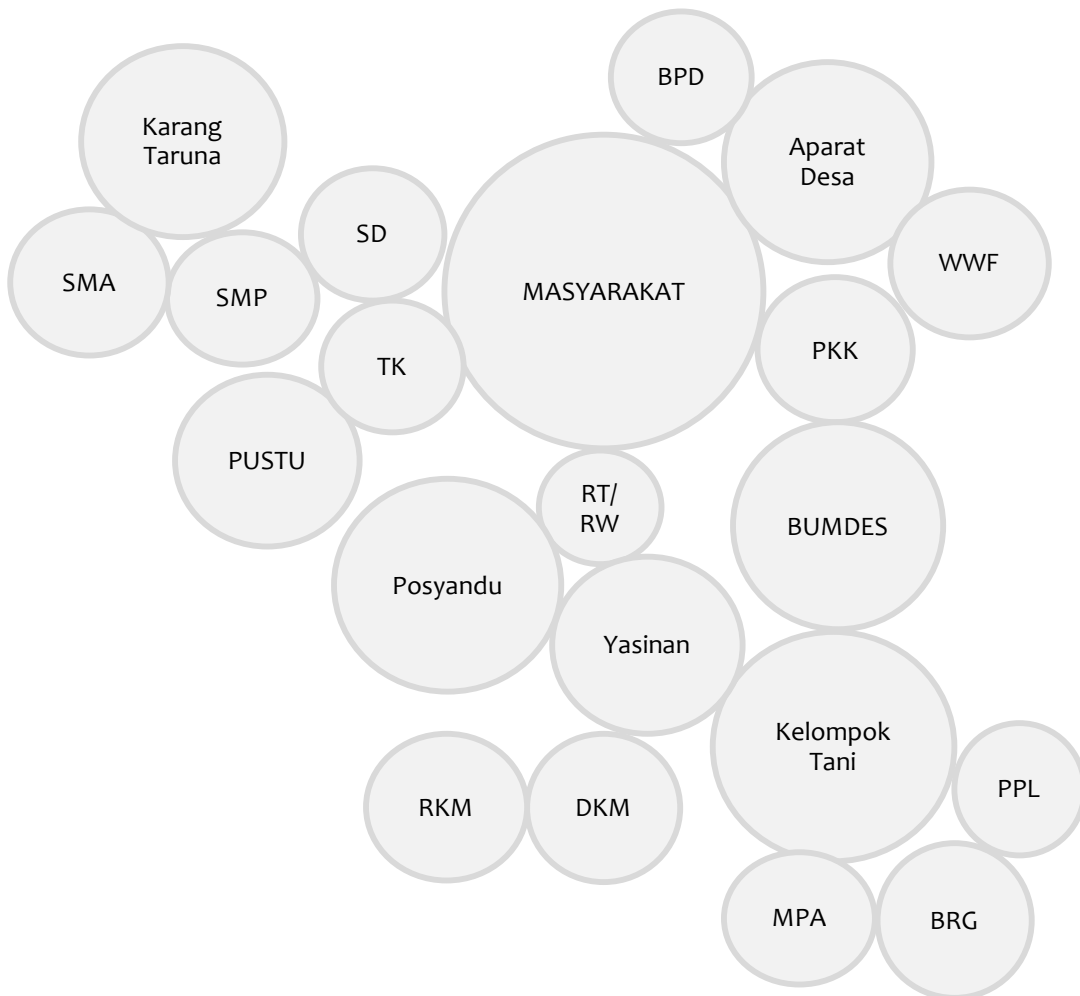 BPD
Karang
Taruna
Aparat
Desa
SD
WWF
SMA
SMP
MASYARAKAT
PKK
TK
PUSTU
RT/
RW
BUMDES
Posyandu
Yasinan
Kelompok
Tani
PPL
RKM
DKM
MPA
BRG